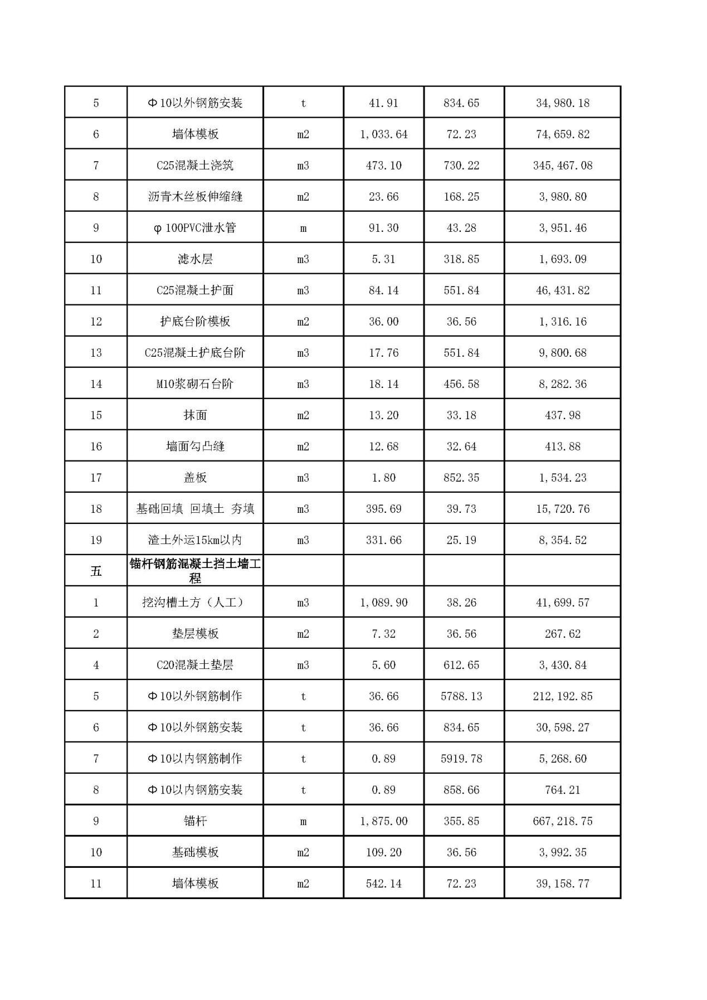 5 Φ10以外钢筋安装 t 41.91 834.65 34,980.18
6 墙体模板 m2 1,033.64 72.23 74,659.82
7 C25混凝土浇筑 m3 473.10 730.22 345,467.08
8 沥青木丝板伸缩缝 m2 23.66 168.25 3,980.80
9 φ100PVC泄水管 m 91.30 43.28 3,951.46
10 滤水层 m3 5.31 318.85 1,693.09
11 C25混凝土护面 m3 84.14 551.84 46,431.82
12 护底台阶模板 m2 36.00 36.56 1,316.16
13 C25混凝土护底台阶 m3 17.76 551.84 9,800.68
14 M10浆砌石台阶 m3 18.14 456.58 8,282.36
15 抹面 m2 13.20 33.18 437.98
16 墙面勾凸缝 m2 12.68 32.64 413.88
17 盖板 m3 1.80 852.35 1,534.23
18 基础回填 回填土 夯填 m3 395.69 39.73 15,720.76
19 渣土外运15km以内 m3 331.66 25.19 8,354.52
五 锚杆钢筋混凝土挡土墙工
程
1 挖沟槽土方（人工） m3 1,089.90 38.26 41,699.57
2 垫层模板 m2 7.32 36.56 267.62
4 C20混凝土垫层 m3 5.60 612.65 3,430.84
5 Φ10以外钢筋制作 t 36.66 5788.13 212,192.85
6 Φ10以外钢筋安装 t 36.66 834.65 30,598.27
7 Φ10以内钢筋制作 t 0.89 5919.78 5,268.60
8 Φ10以内钢筋安装 t 0.89 858.66 764.21
9 锚杆 m 1,875.00 355.85 667,218.75
10 基础模板 m2 109.20 36.56 3,992.35
11 墙体模板 m2 542.14 72.23 39,158.77